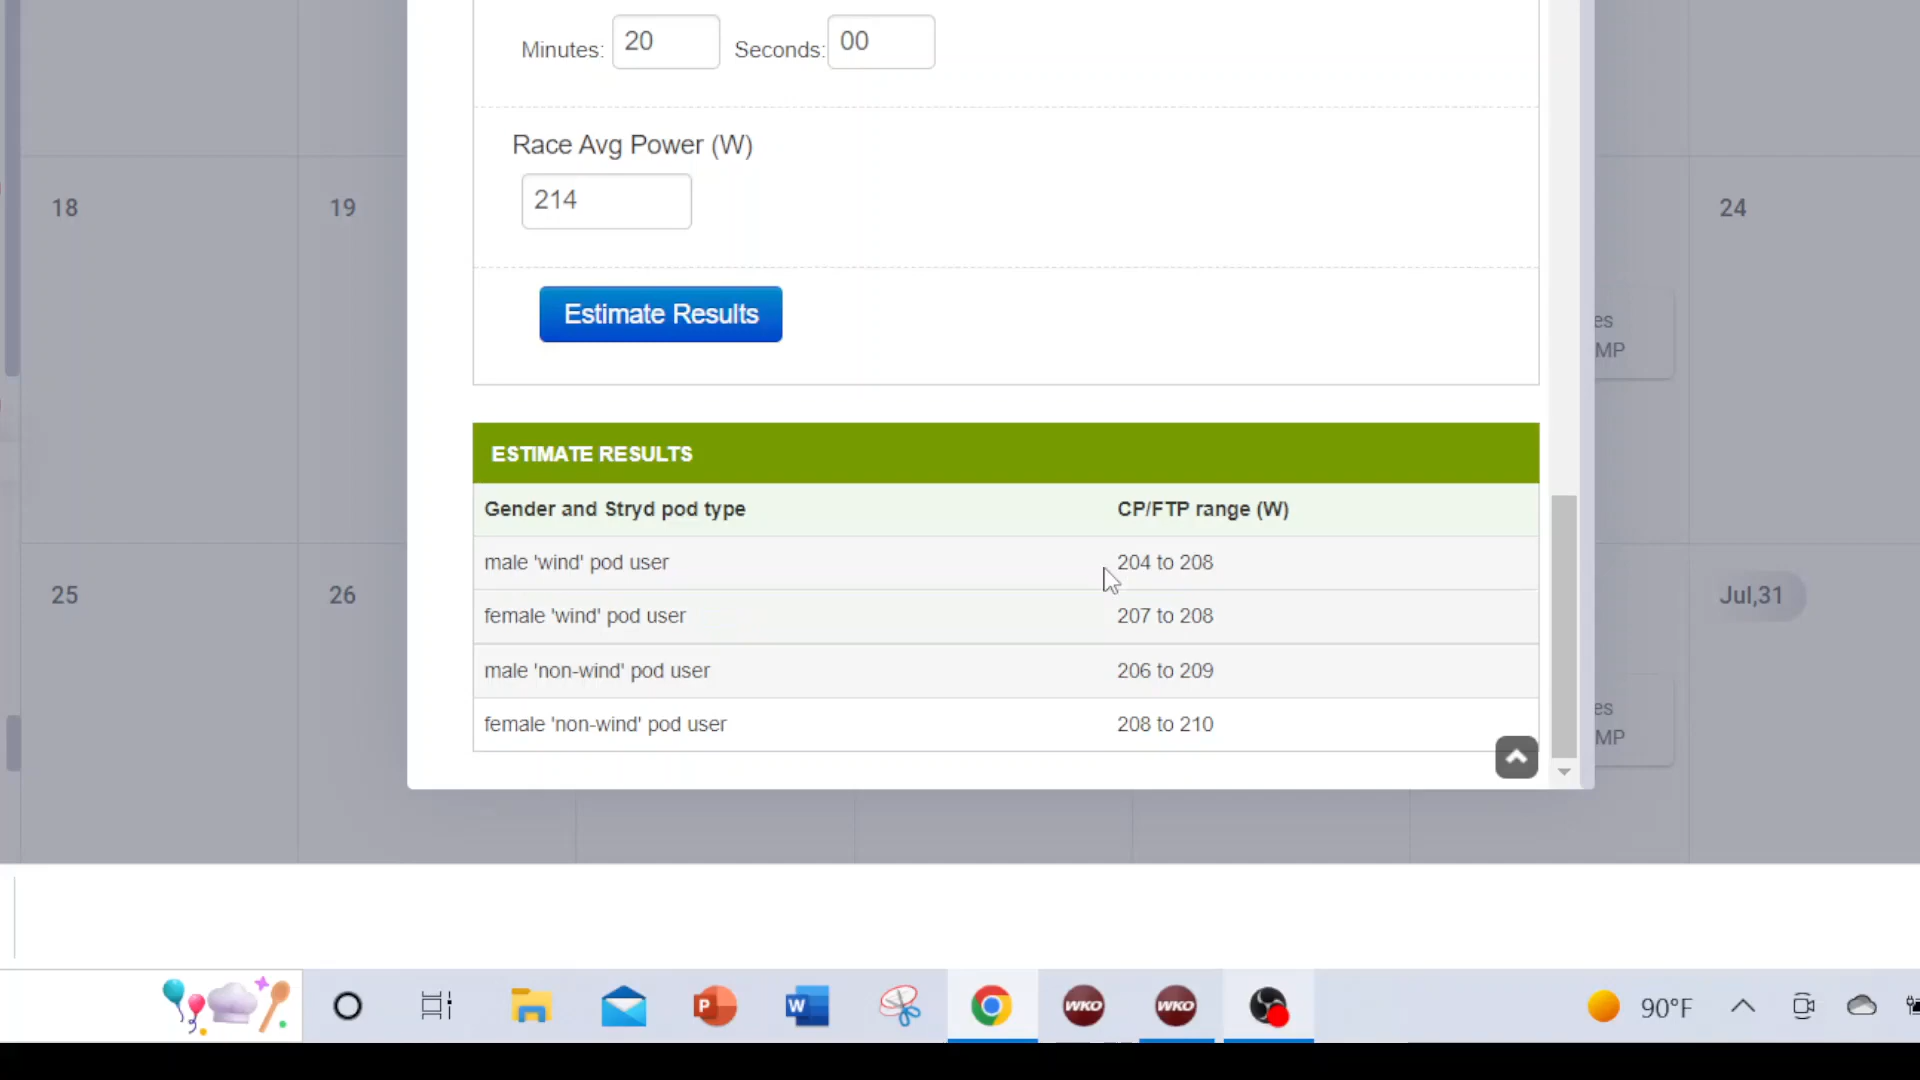 Minutes: 20 Seconds: 00
Race Avg Power (W)
214
18 19 24
Estimate Results
es
MP
ESTIMATE RESULTS
Gender and Stryd pod type CP/FTP range (W)
male 'wind' pod user 204 to 208
25 26 Jul,31
female 'wind' pod user 207 to 208
male 'non-wind' pod user 206 to 209
female 'non-wind' pod user 208 to 210
es
MP
P W WKO WKO 90°F